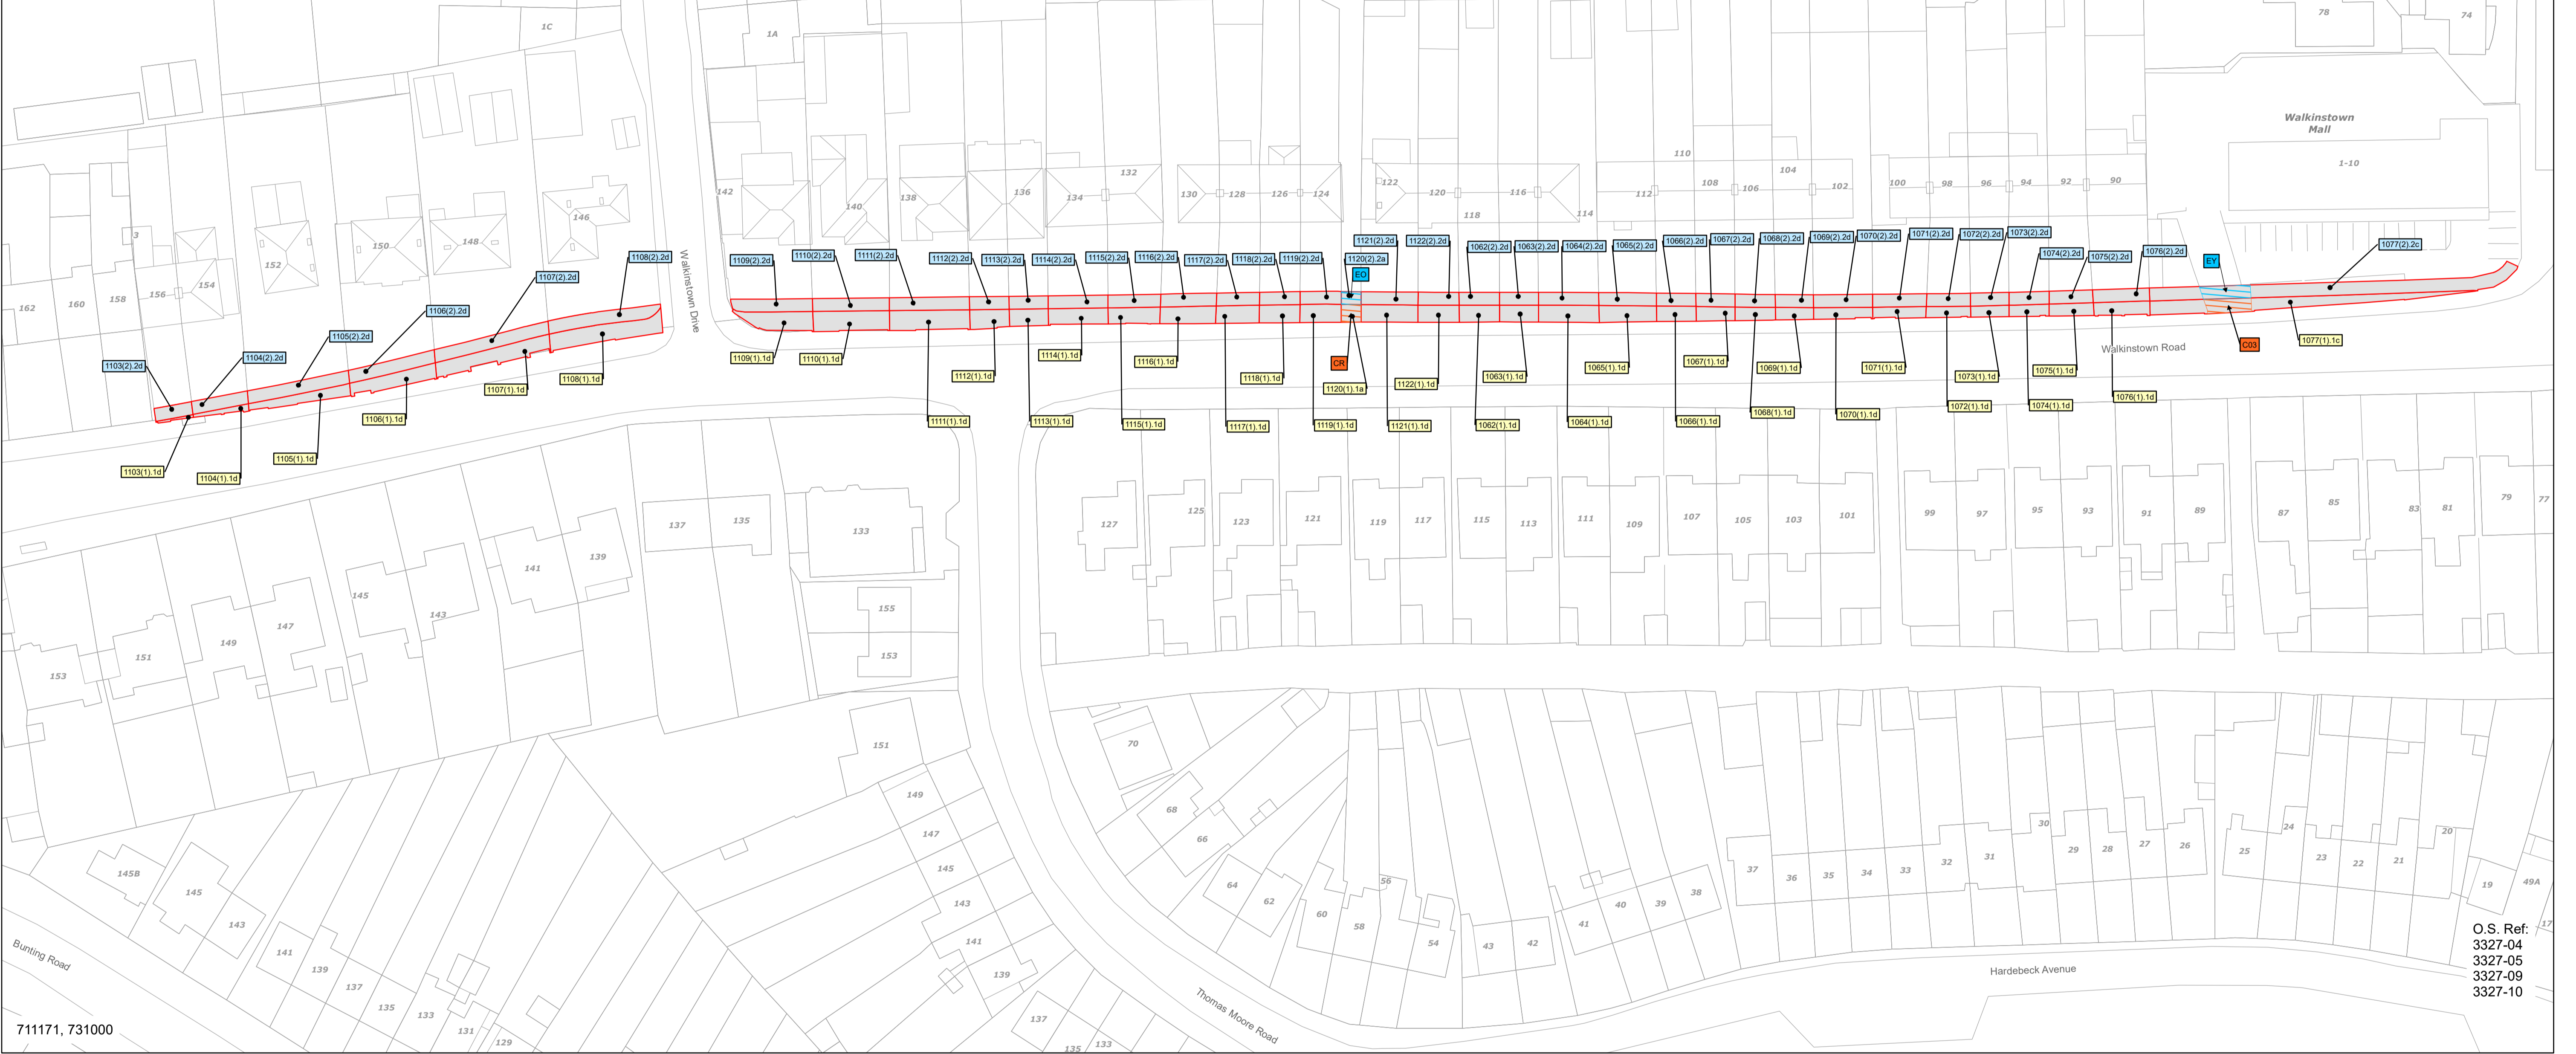 1C
1A
78
74
Walkinstown
Mall
1-10
162
160
158
156
3
154
152
150
148
146
142
140
138
136
134
132
130
128
126
124
122
120
118
116
114
112
110
108
106
104
102
100
98
96
94
92
90
Walkinstown Drive
1103(2).2d
1104(2).2d
1105(2).2d
1106(2).2d
1107(2).2d
1108(2).2d
1109(2).2d
1110(2).2d
1111(2).2d
1112(2).2d
1113(2).2d
1114(2).2d
1115(2).2d
1116(2).2d
1117(2).2d
1118(2).2d
1119(2).2d
1120(2).2a
EO
1121(2).2d
1122(2).2d
1062(2).2d
1063(2).2d
1064(2).2d
1065(2).2d
1066(2).2d
1067(2).2d
1068(2).2d
1069(2).2d
1070(2).2d
1071(2).2d
1072(2).2d
1073(2).2d
1074(2).2d
1075(2).2d
1076(2).2d
EY
1077(2).2c
1103(1).1d
1104(1).1d
1105(1).1d
1106(1).1d
1107(1).1d
1108(1).1d
1109(1).1d
1110(1).1d
1111(1).1d
1112(1).1d
1113(1).1d
1114(1).1d
1115(1).1d
1116(1).1d
1117(1).1d
1118(1).1d
1119(1).1d
CR
1120(1).1a
1121(1).1d
1122(1).1d
1062(1).1d
1063(1).1d
1064(1).1d
1065(1).1d
1066(1).1d
1067(1).1d
1068(1).1d
1069(1).1d
1070(1).1d
1071(1).1d
1072(1).1d
1073(1).1d
1074(1).1d
1075(1).1d
1076(1).1d
C03
1077(1).1c
Walkinstown Road
153
151
149
147
145
143
141
139
137
135
133
155
153
151
127
125
123
121
119
117
115
113
111
109
107
105
103
101
99
97
95
93
91
89
87
85
83
81
79
77
145B
145
143
141
139
137
135
133
131
129
149
147
145
143
141
139
137
135
133
70
68
66
64
62
60
58
56
54
43
42
41
40
39
38
37
36
35
34
33
32
31
30
29
28
27
26
25
24
23
22
21
20
19
49A
17
Bunting Road
Thomas Moore Road
Hardebeck Avenue
O.S. Ref:
3327-04
3327-05
3327-09
3327-10
711171, 731000